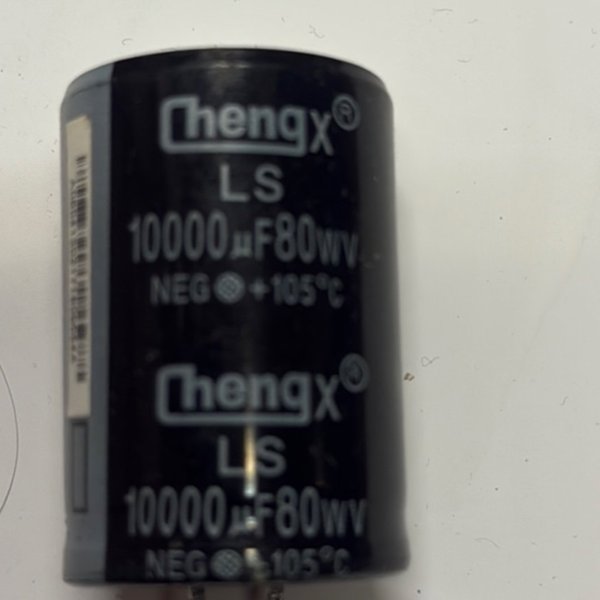 Chengx®
LS
10000µF80WV
NEG +105°C
Chengx®
LS
10000µF80WV
NEG +105°C